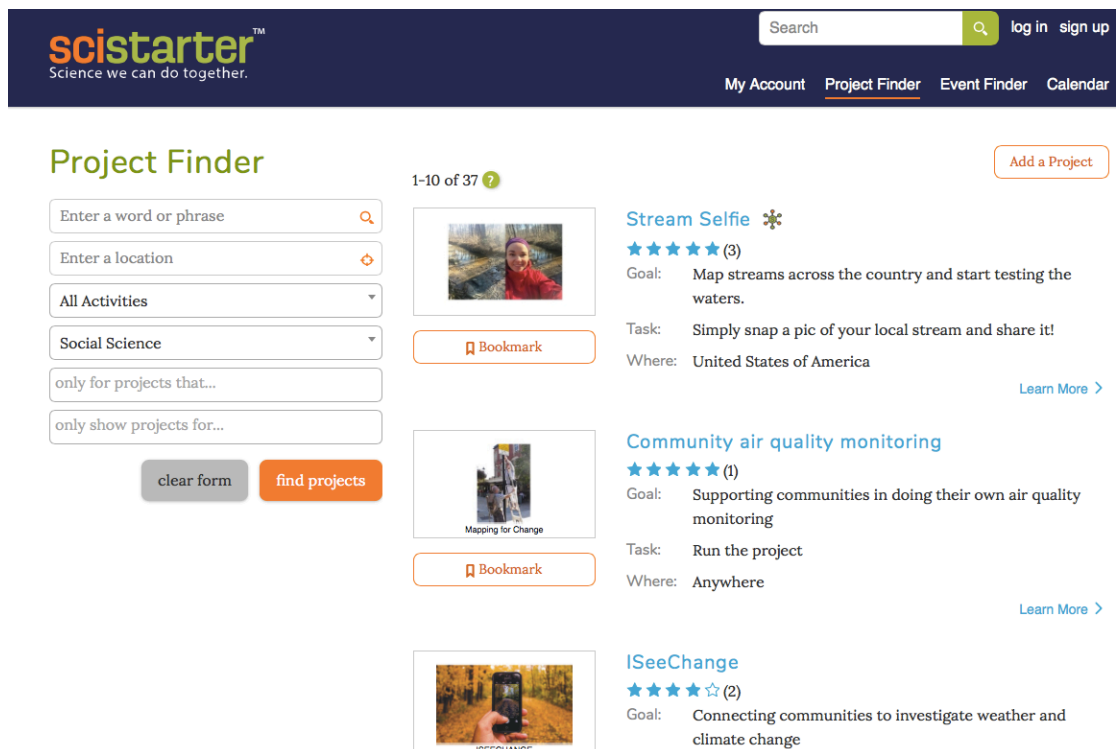 scistarter™
Science we can do together.
Search
log in sign up
My Account Project Finder Event Finder Calendar
Project Finder
Enter a word or phrase
Enter a location
All Activities
Social Science
only for projects that...
only show projects for...
clear form find projects
1-10 of 37 ?
Add a Project
Bookmark
Stream Selfie
(3)
Goal: Map streams across the country and start testing the
waters.
Task: Simply snap a pic of your local stream and share it!
Where: United States of America
Learn More >
Mapping for Change
Bookmark
Community air quality monitoring
(1)
Goal: Supporting communities in doing their own air quality
monitoring
Task: Run the project
Where: Anywhere
Learn More >
ISEECHANGE
ISeeChange
(2)
Goal: Connecting communities to investigate weather and
climate change